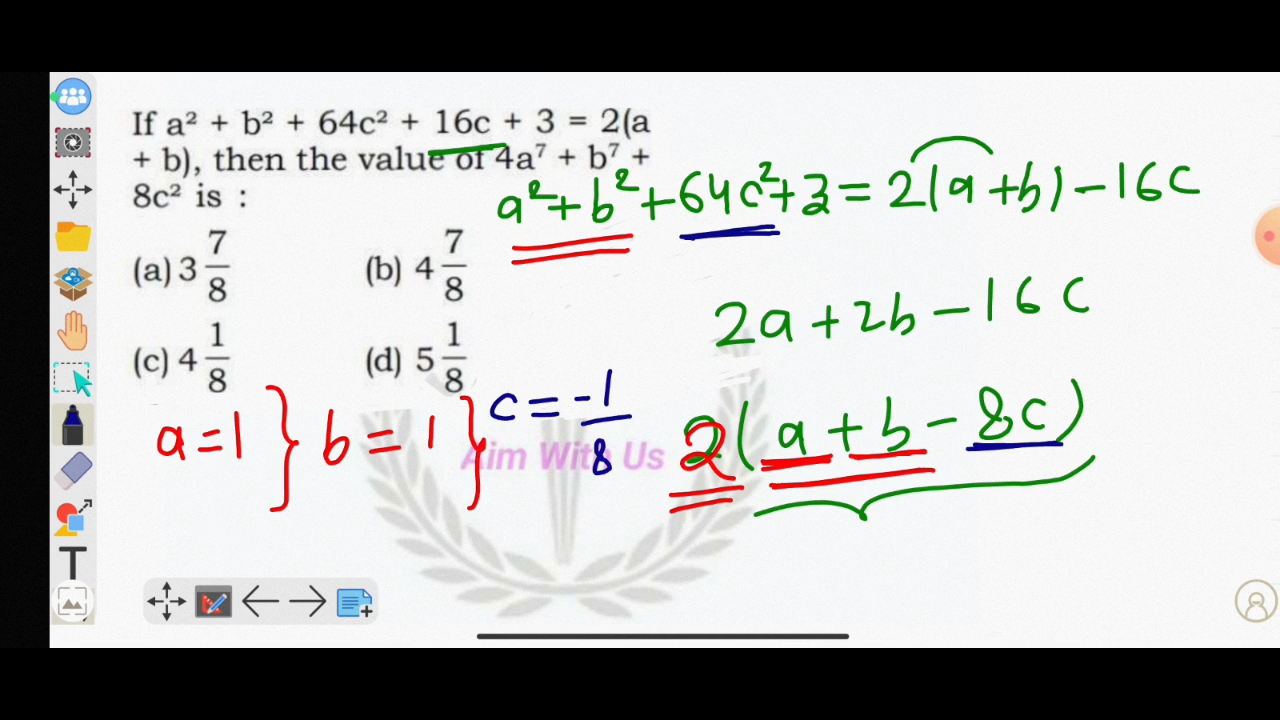 If a² + b² + 64c² + 16c + 3 = 2(a
+ b), then the value of 4a⁷ + b⁷ +
8c² is :
(a) 3 7/8 (b) 4 7/8
(c) 4 1/8 (d) 5 1/8
a² + b² + 64c² + 3 = 2(a + b) - 16c
2a + 2b - 16c
2(a + b - 8c)
a = 1 } b = 1 } c = -1/8
Aim With Us
T